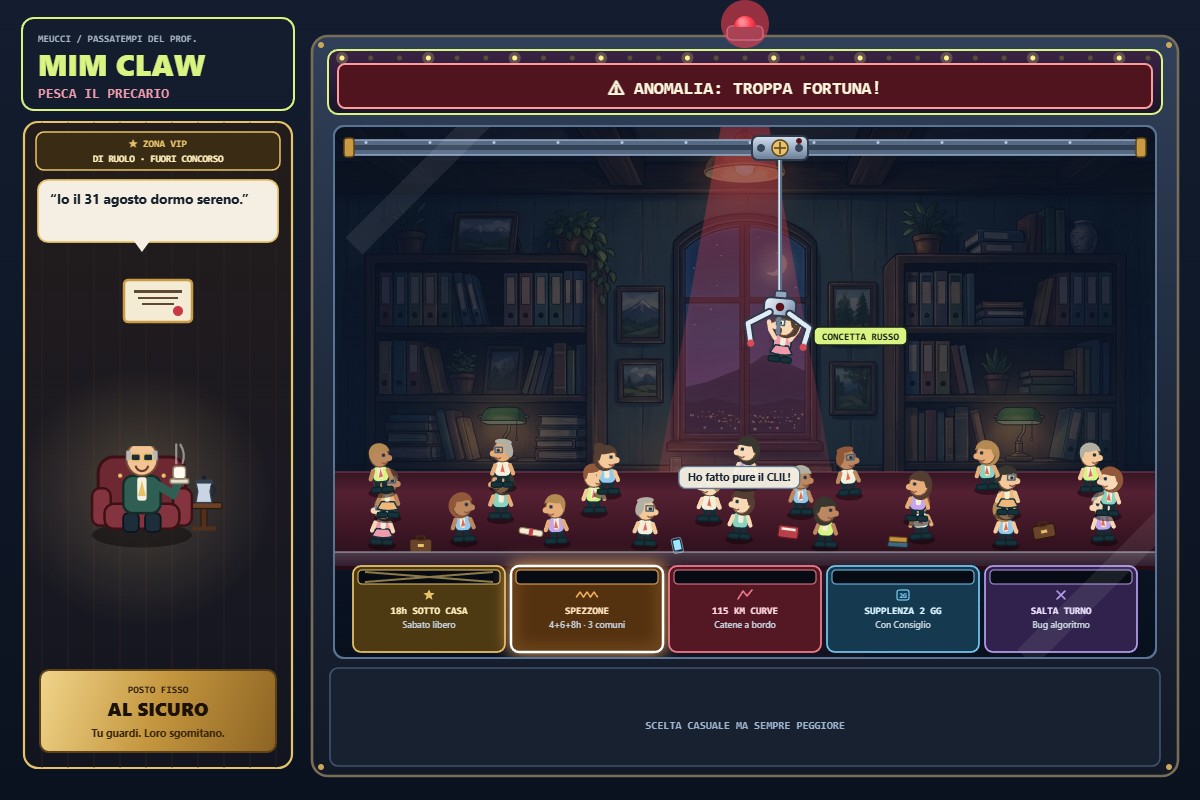 MEUCCI / PASSATEMPI DEL PROF.
MIM CLAW
PESCA IL PRECARIO
★ ZONA VIP
DI RUOLO · FUORI CONCORSO
“Io il 31 agosto dormo sereno.”
POSTO FISSO
AL SICURO
Tu guardi. Loro sgomitano.
⚠ ANOMALIA: TROPPA FORTUNA!
CONCETTA RUSSO
Ho fatto pure il CLIL!
18h SOTTO CASA
Sabato libero
SPEZZONE
4+6+8h · 3 comuni
115 KM CURVE
Catene a bordo
2G
SUPPLENZA 2 GG
Con Consiglio
SALTA TURNO
Bug algoritmo
SCELTA CASUALE MA SEMPRE PEGGIORE